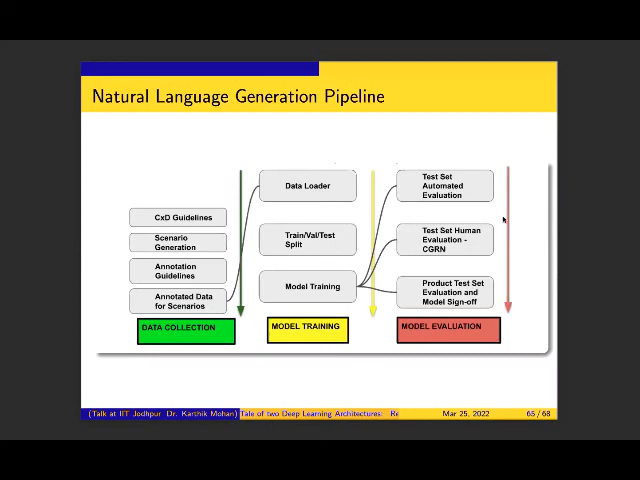 Natural Language Generation Pipeline
CxD Guidelines
Scenario
Generation
Annotation
Guidelines
Annotated Data
for Scenarios
DATA COLLECTION
Data Loader
Train/Val/Test
Split
Model Training
MODEL TRAINING
Test Set
Automated
Evaluation
Test Set Human
Evaluation -
CGRN
Product Test Set
Evaluation and
Model Sign-off
MODEL EVALUATION
(Talk at IIT Jodhpur Dr. Karthik Mohan) Tale of two Deep Learning Architectures: Re Mar 25, 2022 65 / 68